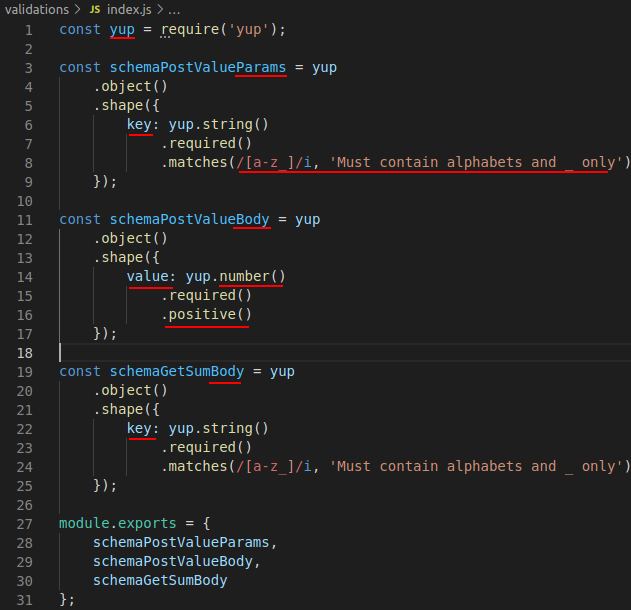 validations > JS index.js > ...
1 const yup = require('yup');
2
3 const schemaPostValueParams = yup
4     .object()
5     .shape({
6         key: yup.string()
7             .required()
8             .matches(/[a-z_]/i, 'Must contain alphabets and _ only')
9     });
10
11 const schemaPostValueBody = yup
12     .object()
13     .shape({
14         value: yup.number()
15             .required()
16             .positive()
17     });
18
19 const schemaGetSumBody = yup
20     .object()
21     .shape({
22         key: yup.string()
23             .required()
24             .matches(/[a-z_]/i, 'Must contain alphabets and _ only')
25     });
26
27 module.exports = {
28     schemaPostValueParams,
29     schemaPostValueBody,
30     schemaGetSumBody
31 };